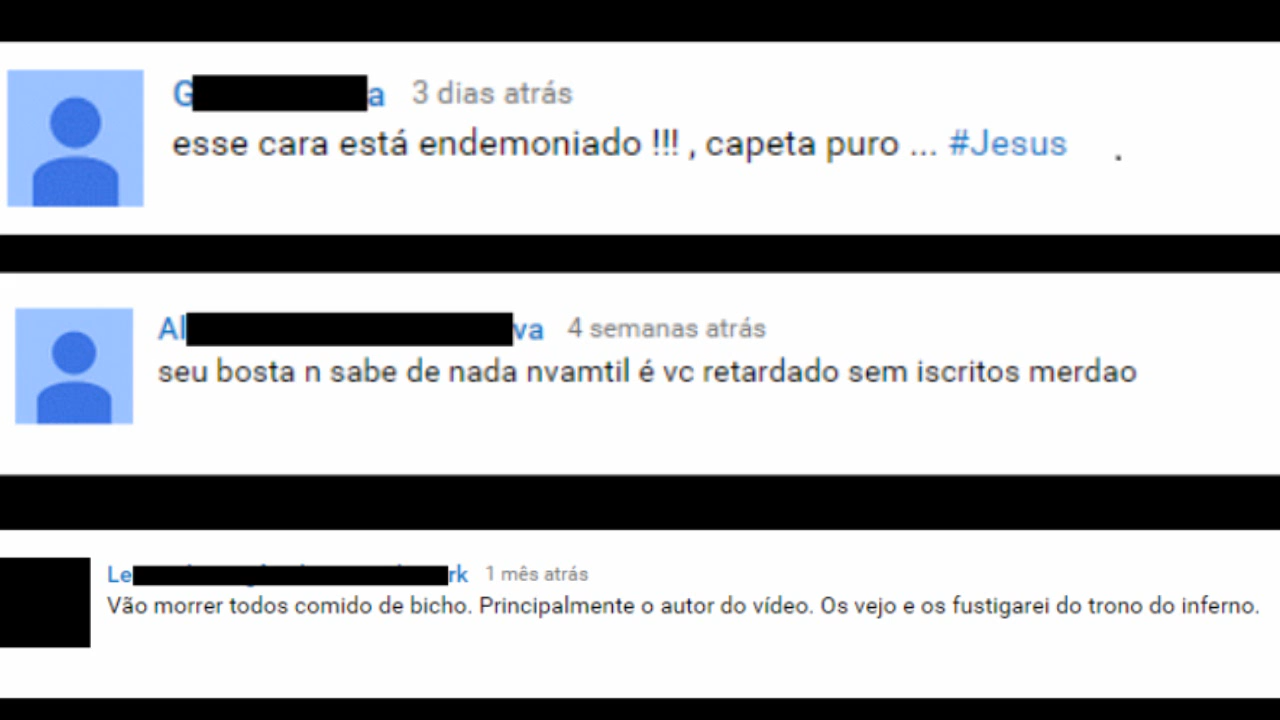 G a 3 dias atrás
esse cara está endemoniado !!! , capeta puro ... #Jesus .
Al va 4 semanas atrás
seu bosta n sabe de nada nvamtil é vc retardado sem iscritos merdao
Le rk 1 mês atrás
Vão morrer todos comido de bicho. Principalmente o autor do vídeo. Os vejo e os fustigarei do trono do inferno.